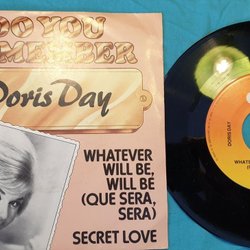 DO YOU
REMEMBER
Doris Day
WHATEVER
WILL BE,
WILL BE
(QUE SERA,
SERA)
SECRET LOVE
DORIS DAY